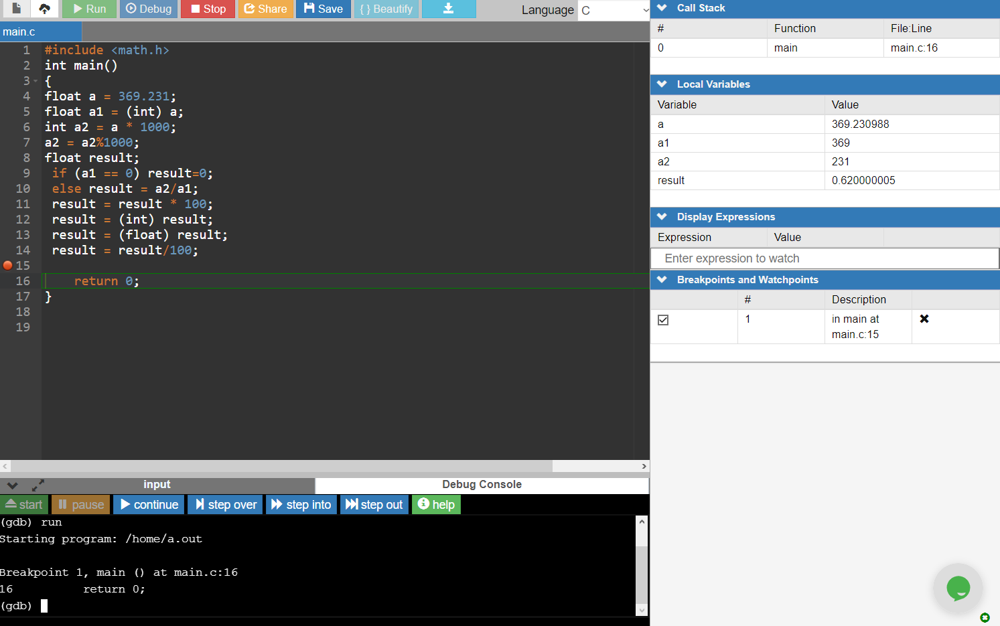 Run Debug Stop Share Save { } Beautify Language C
main.c
1 #include <math.h>
2 int main()
3 {
4 float a = 369.231;
5 float a1 = (int) a;
6 int a2 = a * 1000;
7 a2 = a2%1000;
8 float result;
9 if (a1 == 0) result=0;
10 else result = a2/a1;
11 result = result * 100;
12 result = (int) result;
13 result = (float) result;
14 result = result/100;
15
16 return 0;
17 }
18
19
input Debug Console
start pause continue step over step into step out help
(gdb) run
Starting program: /home/a.out
Breakpoint 1, main () at main.c:16
16 return 0;
(gdb)
Call Stack
# Function File:Line
0 main main.c:16
Local Variables
Variable Value
a 369.230988
a1 369
a2 231
result 0.620000005
Display Expressions
Expression Value
Enter expression to watch
Breakpoints and Watchpoints
# Description
1 in main at
main.c:15